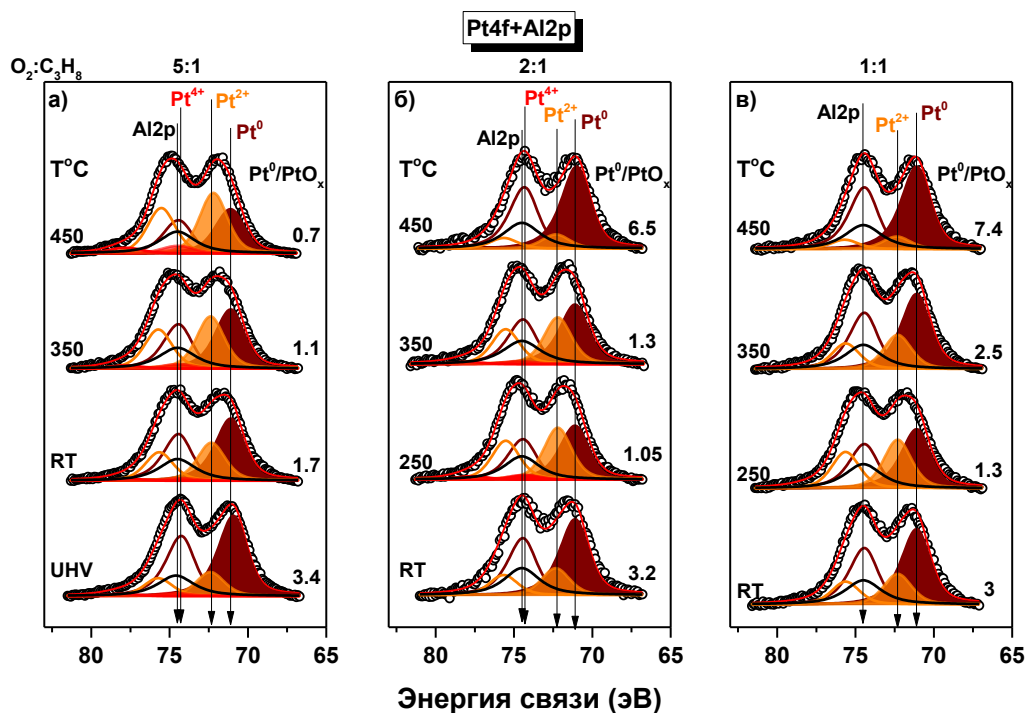 Pt4f+Al2p
O₂:C₃H₈ 5:1 2:1 1:1
а) Pt⁴⁺ Pt²⁺
Al2p Pt⁰
T°C Pt⁰/PtOₓ
450 0.7
350 1.1
RT 1.7
UHV 3.4
80 75 70 65
б) Pt⁴⁺
Pt²⁺ Pt⁰
Al2p
T°C Pt⁰/PtOₓ
450 6.5
350 1.3
250 1.05
RT 3.2
80 75 70 65
в) Al2p Pt²⁺ Pt⁰
T°C Pt⁰/PtOₓ
450 7.4
350 2.5
250 1.3
RT 3
80 75 70 65
Энергия связи (эВ)